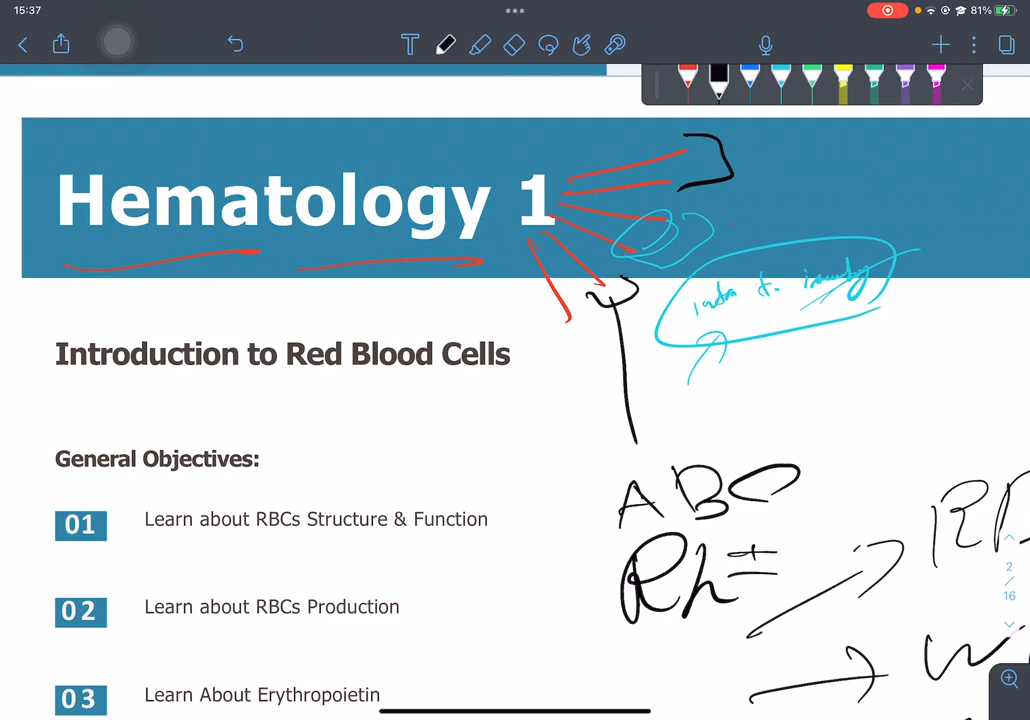 15:37
81%
T
Hematology 1
Introduction to Red Blood Cells
General Objectives:
01 Learn about RBCs Structure & Function
02 Learn about RBCs Production
03 Learn About Erythropoietin
ABO
Rh±
2
/
16